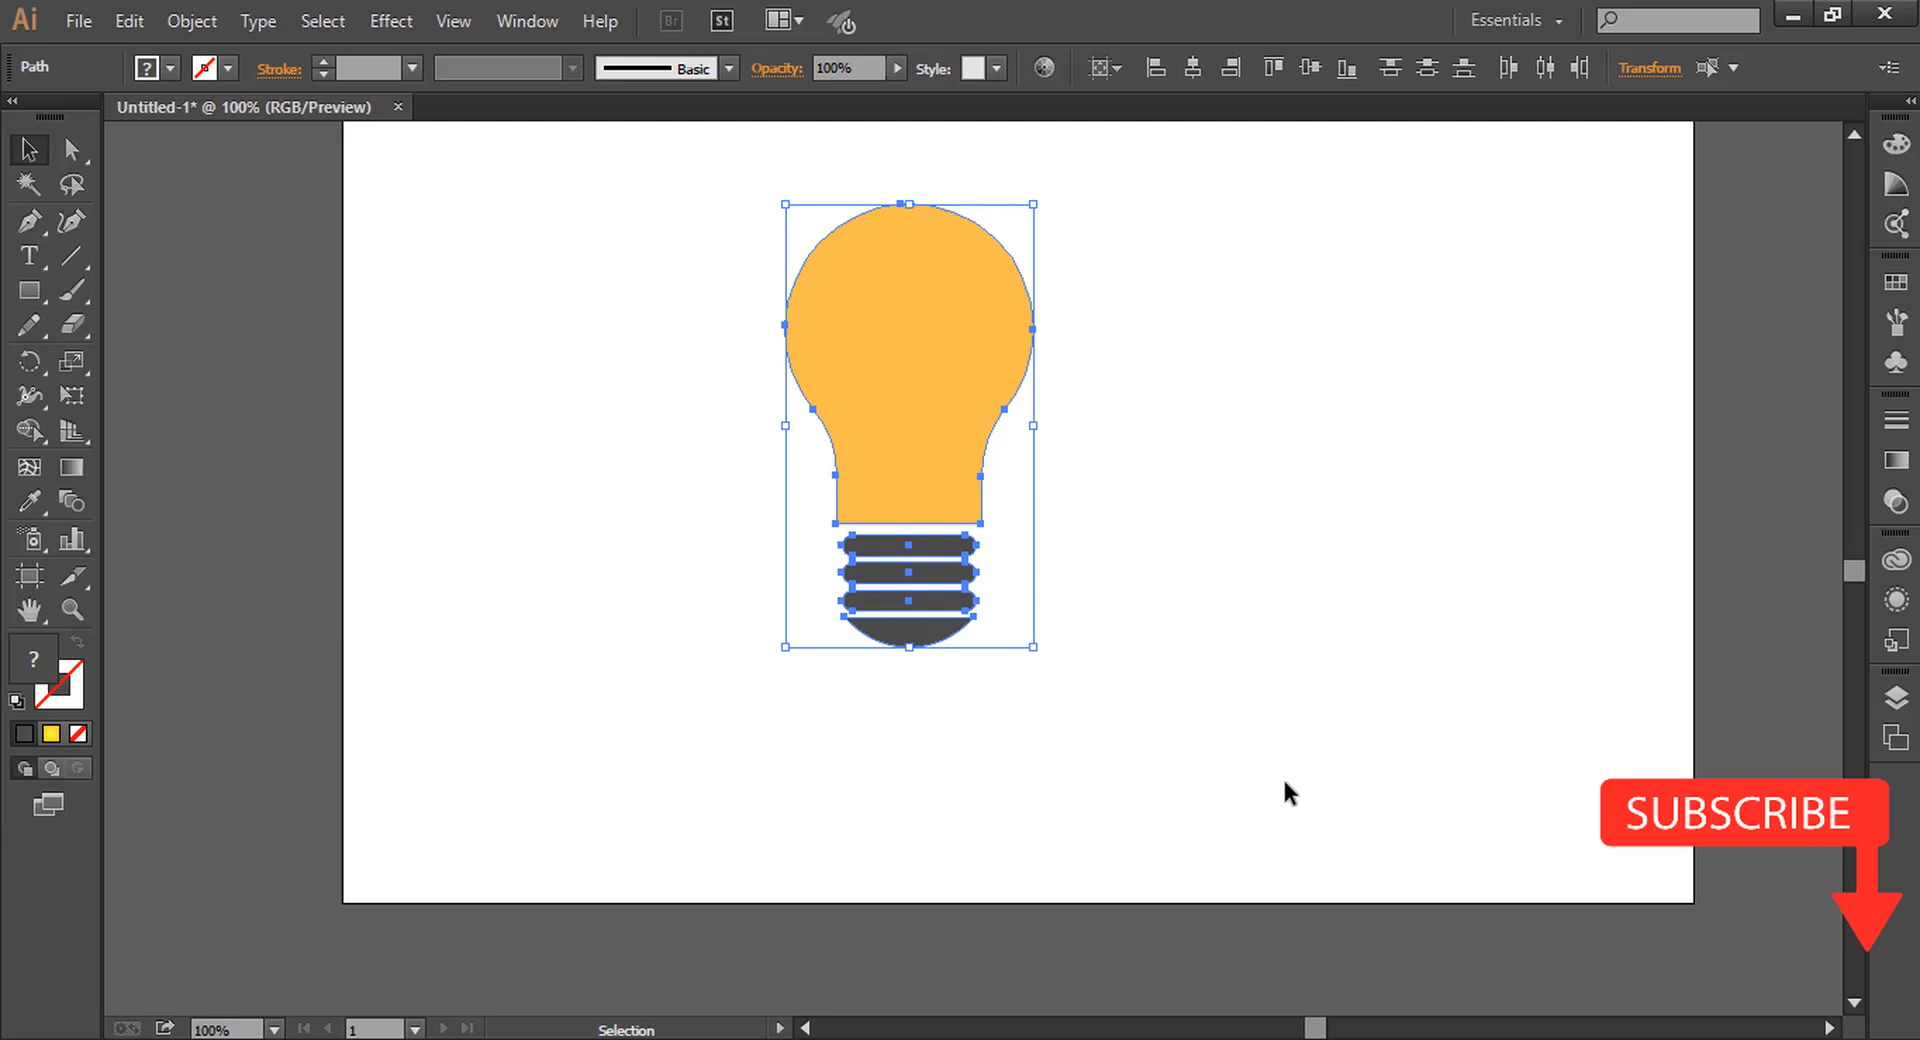 Ai File Edit Object Type Select Effect View Window Help Br St Essentials
Path ? Stroke: Basic Opacity: 100% Style: Transform
Untitled-1* @ 100% (RGB/Preview) ×
T
?
SUBSCRIBE
100% 1 Selection